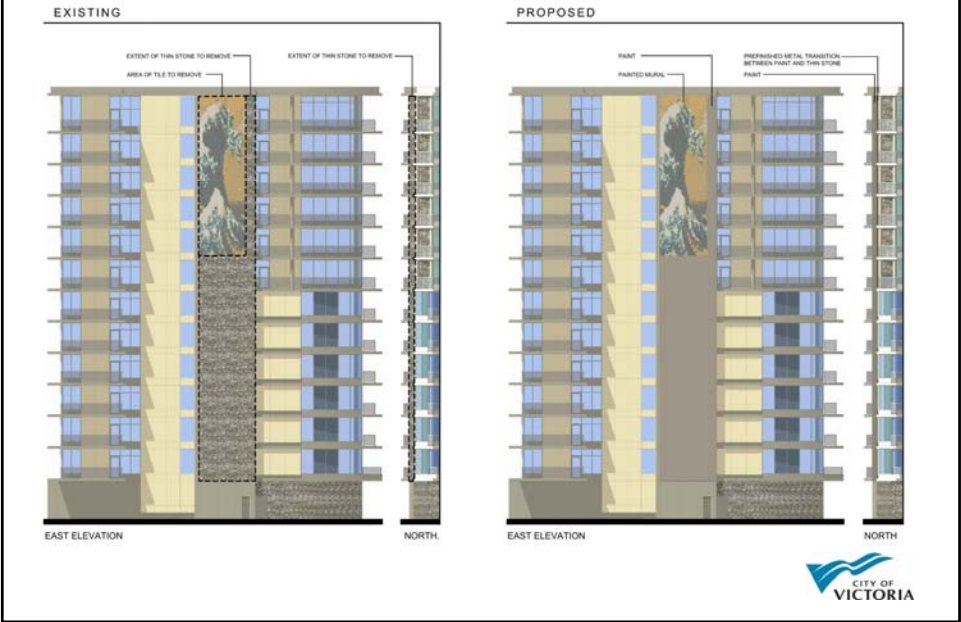 EXISTING
EXTENT OF THIN STONE TO REMOVE
EXTENT OF THIN STONE TO REMOVE
AREA OF TILE TO REMOVE
EAST ELEVATION
NORTH.
PROPOSED
PAINT
PREFINISHED METAL TRANSITION
BETWEEN PAINT AND THIN STONE
PAINTED MURAL
PAINT
EAST ELEVATION
NORTH
CITY OF
VICTORIA